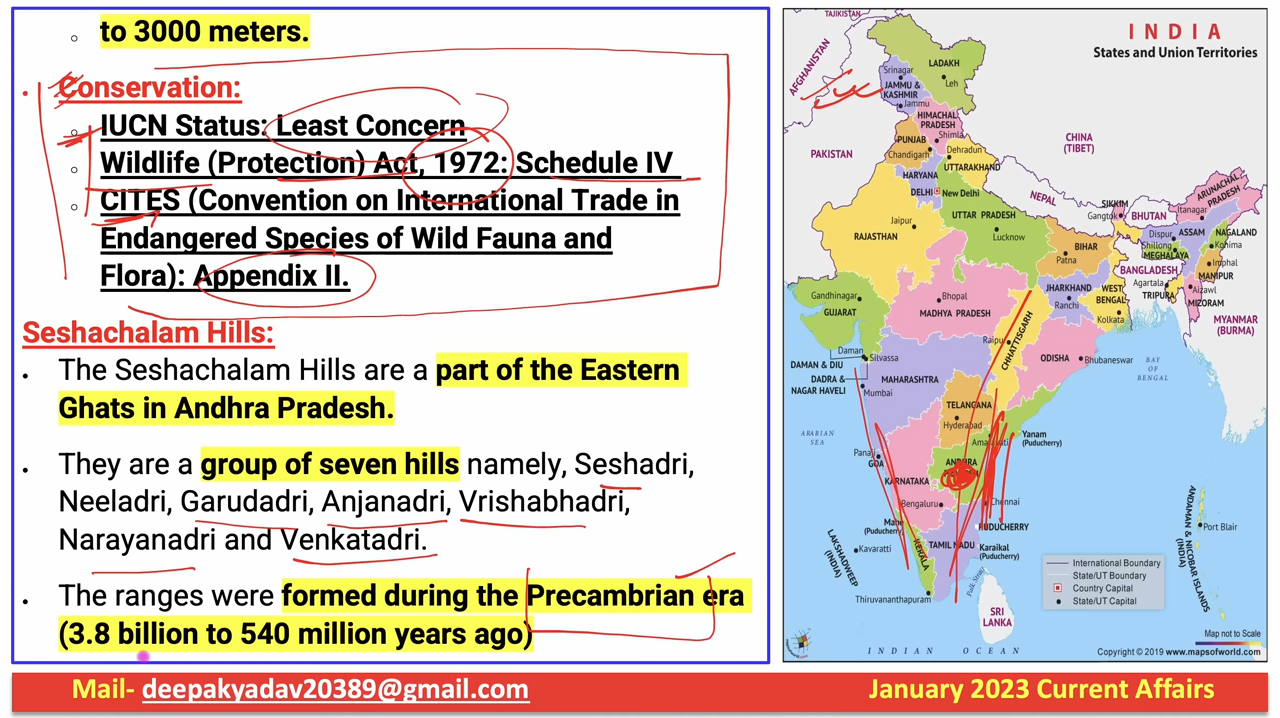 to 3000 meters.
Conservation:
IUCN Status: Least Concern
Wildlife (Protection) Act, 1972: Schedule IV
CITES (Convention on International Trade in
Endangered Species of Wild Fauna and
Flora): Appendix II.
Seshachalam Hills:
The Seshachalam Hills are a part of the Eastern
Ghats in Andhra Pradesh.
They are a group of seven hills namely, Seshadri,
Neeladri, Garudadri, Anjanadri, Vrishabhadri,
Narayanadri and Venkatadri.
The ranges were formed during the Precambrian era
(3.8 billion to 540 million years ago)
INDIA
States and Union Territories
TAJIKISTAN
AFGHANISTAN
LADAKH
Srinagar
Leh
JAMMU &
KASHMIR
Jammu
HIMACHAL
PRADESH
Shimla
PUNJAB
Chandigarh
Dehradun
UTTARAKHAND
CHINA
(TIBET)
PAKISTAN
HARYANA
DELHI
New Delhi
NEPAL
SIKKIM
Gangtok
BHUTAN
ARUNACHAL
PRADESH
Itanagar
UTTAR PRADESH
Lucknow
Jaipur
RAJASTHAN
BIHAR
Patna
Dispur
ASSAM
NAGALAND
Kohima
Shillong
MEGHALAYA
Imphal
MANIPUR
BANGLADESH
Agartala
TRIPURA
Aizawl
MIZORAM
MYANMAR
(BURMA)
Gandhinagar
GUJARAT
Bhopal
MADHYA PRADESH
JHARKHAND
Ranchi
WEST
BENGAL
Kolkata
Raipur
CHHATTISGARH
ODISHA
Bhubaneswar
BAY
OF
BENGAL
Daman
DAMAN & DIU
Silvassa
DADRA &
NAGAR HAVELI
Mumbai
MAHARASHTRA
TELANGANA
Hyderabad
ARABIAN
SEA
Yanam
(Puducherry)
Panaji
GOA
KARNATAKA
ANDHRA
Bengaluru
Chennai
Mahe
(Puducherry)
PUDUCHERRY
TAMIL NADU
Karaikal
(Puducherry)
KERALA
LAKSHADWEEP
(INDIA)
Kavaratti
Thiruvananthapuram
Palk Strait
SRI
LANKA
ANDAMAN & NICOBAR ISLANDS
(INDIA)
Port Blair
International Boundary
State/UT Boundary
Country Capital
State/UT Capital
INDIAN OCEAN
Map not to Scale
Copyright © 2019 www.mapsofworld.com
Mail- deepakyadav20389@gmail.com
January 2023 Current Affairs